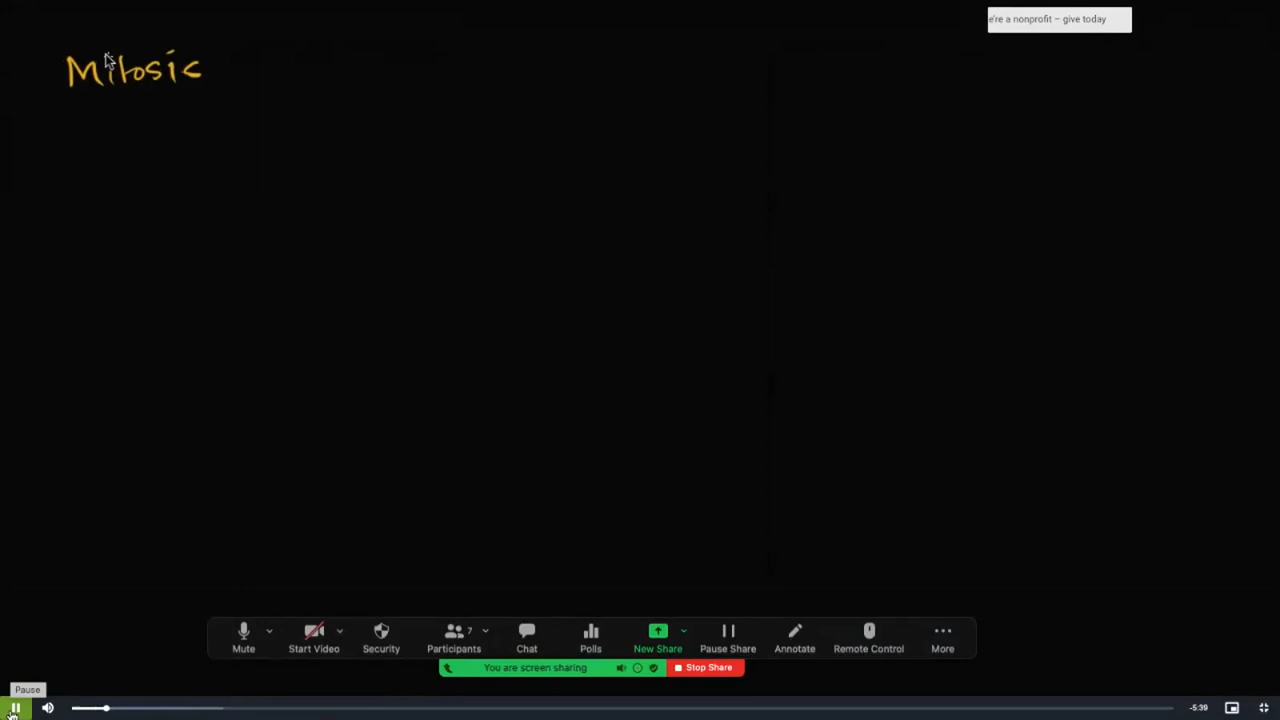 e're a nonprofit – give today
Mitosic
7
Mute
Start Video
Security
Participants
Chat
Polls
New Share
Pause Share
Annotate
Remote Control
More
You are screen sharing
Stop Share
Pause
-5:39